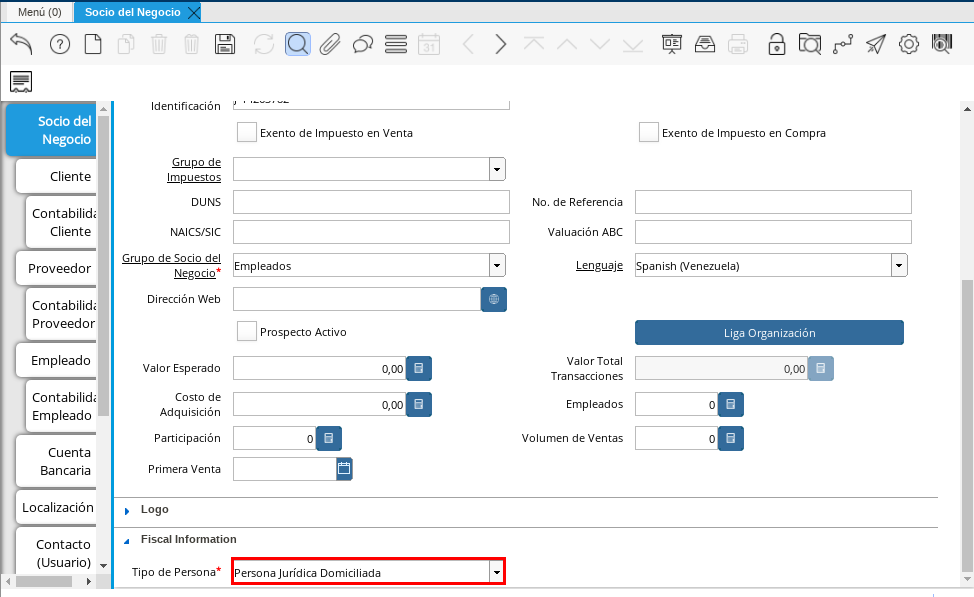 Menú (0)
Socio del Negocio
31
Socio del
Negocio
Cliente
Contabilida
Cliente
Proveedor
Contabilida
Proveedor
Empleado
Contabilida
Empleado
Cuenta
Bancaria
Localización
Contacto
(Usuario)
Identificación
Exento de Impuesto en Venta
Exento de Impuesto en Compra
Grupo de
Impuestos
DUNS
No. de Referencia
NAICS/SIC
Valuación ABC
Grupo de Socio del
Negocio*
Empleados
Lenguaje
Spanish (Venezuela)
Dirección Web
Prospecto Activo
Liga Organización
Valor Esperado
0,00
Valor Total
Transacciones
0,00
Costo de
Adquisición
0,00
Empleados
0
Participación
0
Volumen de Ventas
0
Primera Venta
Logo
Fiscal Information
Tipo de Persona*
Persona Jurídica Domiciliada